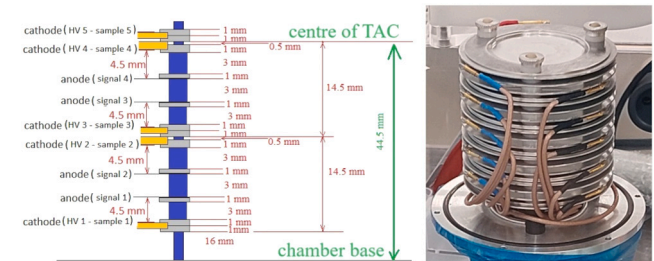 cathode(HV 5 - sample 5)
1 mm
1 mm
centre of TAC
cathode(HV 4 - sample 4)
1 mm
0.5 mm
4.5 mm
3 mm
anode(signal 4)
1 mm
3 mm
14.5 mm
anode(signal 3)
1 mm
4.5 mm
3 mm
cathode(HV 3 - sample 3)
1 mm
1 mm
44.5 mm
cathode(HV 2 - sample 2)
1 mm
0.5 mm
4.5 mm
3 mm
anode(signal 2)
1 mm
14.5 mm
3 mm
anode(signal 1)
1 mm
4.5 mm
3 mm
cathode(HV 1 - sample 1)
1 mm
1mm
16 mm
chamber base